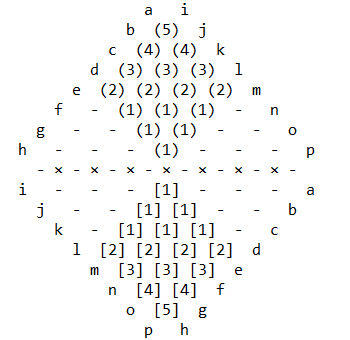 a i
b (5) j
c (4) (4) k
d (3) (3) (3) l
e (2) (2) (2) (2) m
f - (1) (1) (1) - n
g - - (1) (1) - - o
h - - - (1) - - - p
- × - × - × - × - × - × - × -
i - - - [1] - - - a
j - - [1] [1] - - b
k - [1] [1] [1] - c
l [2] [2] [2] [2] d
m [3] [3] [3] e
n [4] [4] f
o [5] g
p h